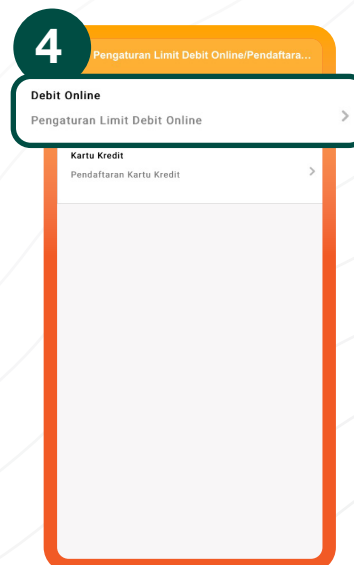 4
Pengaturan Limit Debit Online/Pendaftara...
Debit Online
Pengaturan Limit Debit Online
Kartu Kredit
Pendaftaran Kartu Kredit